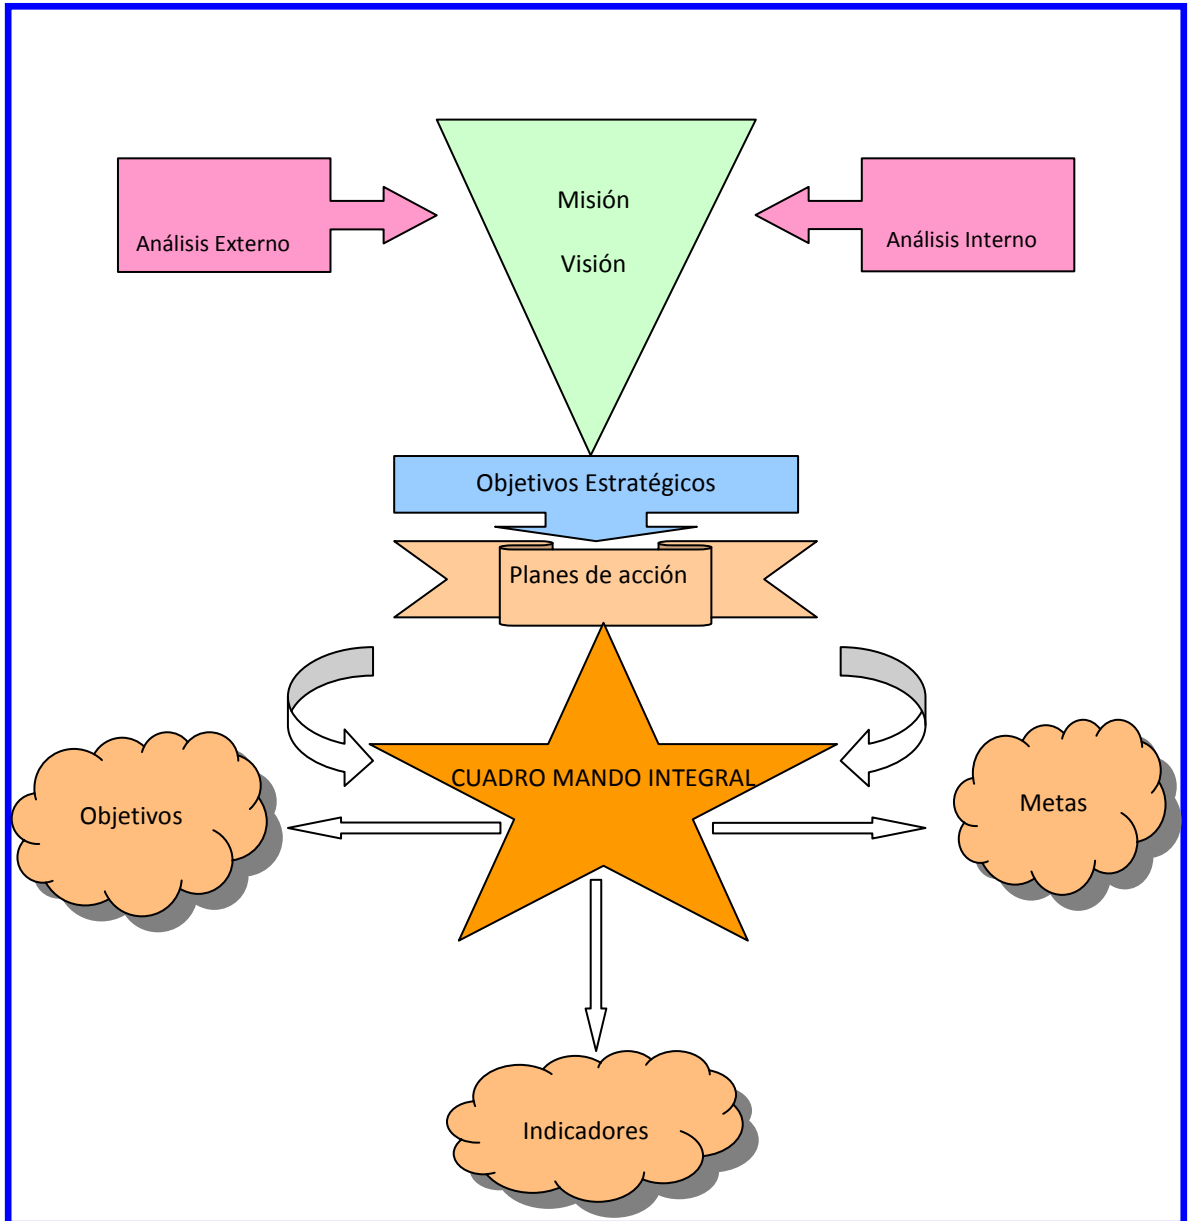 Misión
Visión
Análisis Externo
Análisis Interno
Objetivos Estratégicos
Planes de acción
CUADRO MANDO INTEGRAL
Objetivos
Metas
Indicadores